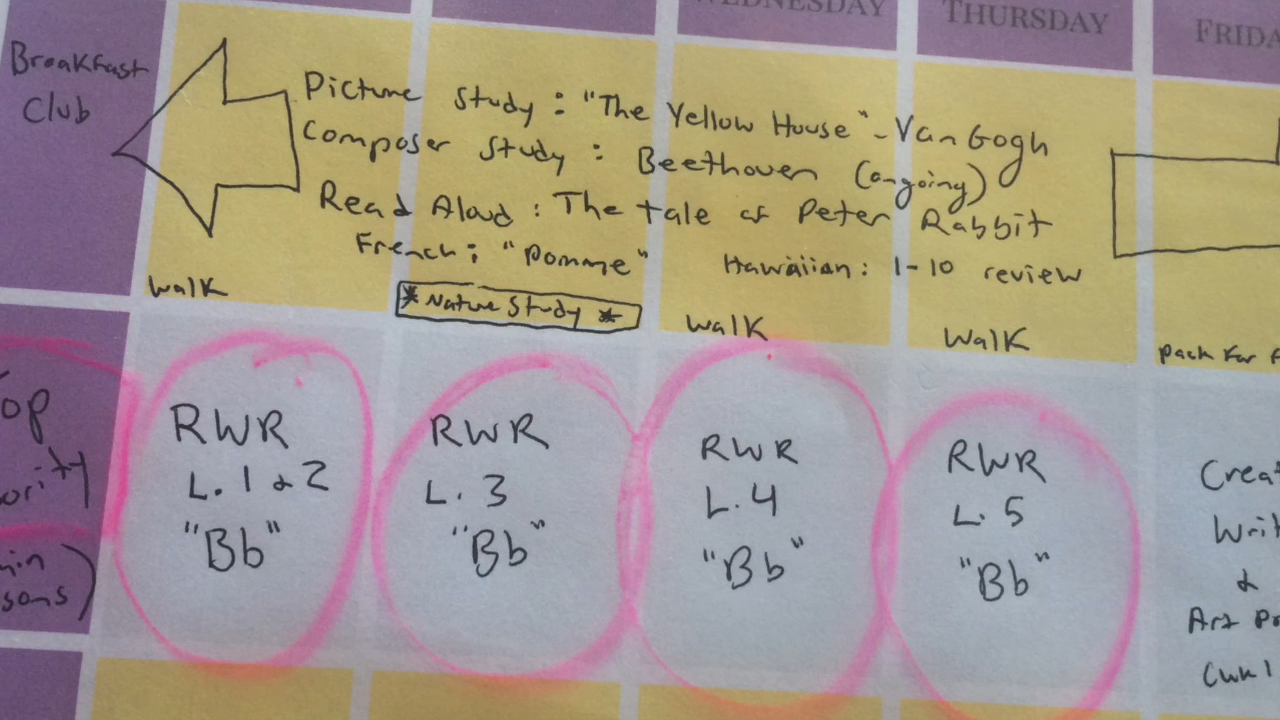 WEDNESDAY
THURSDAY
Breakfast
Club
Picture Study : "The Yellow House" - Van Gogh
Composer Study : Beethoven (ongoing)
Read Aloud : The tale of Peter Rabbit
French : "Pomme"
Hawaiian : 1-10 review
walk
* Nature Study *
walk
walk
pack for
RWR
L. 1 & 2
"Bb"
RWR
L. 3
"Bb"
RWR
L. 4
"Bb"
RWR
L. 5
"Bb"
&
Art